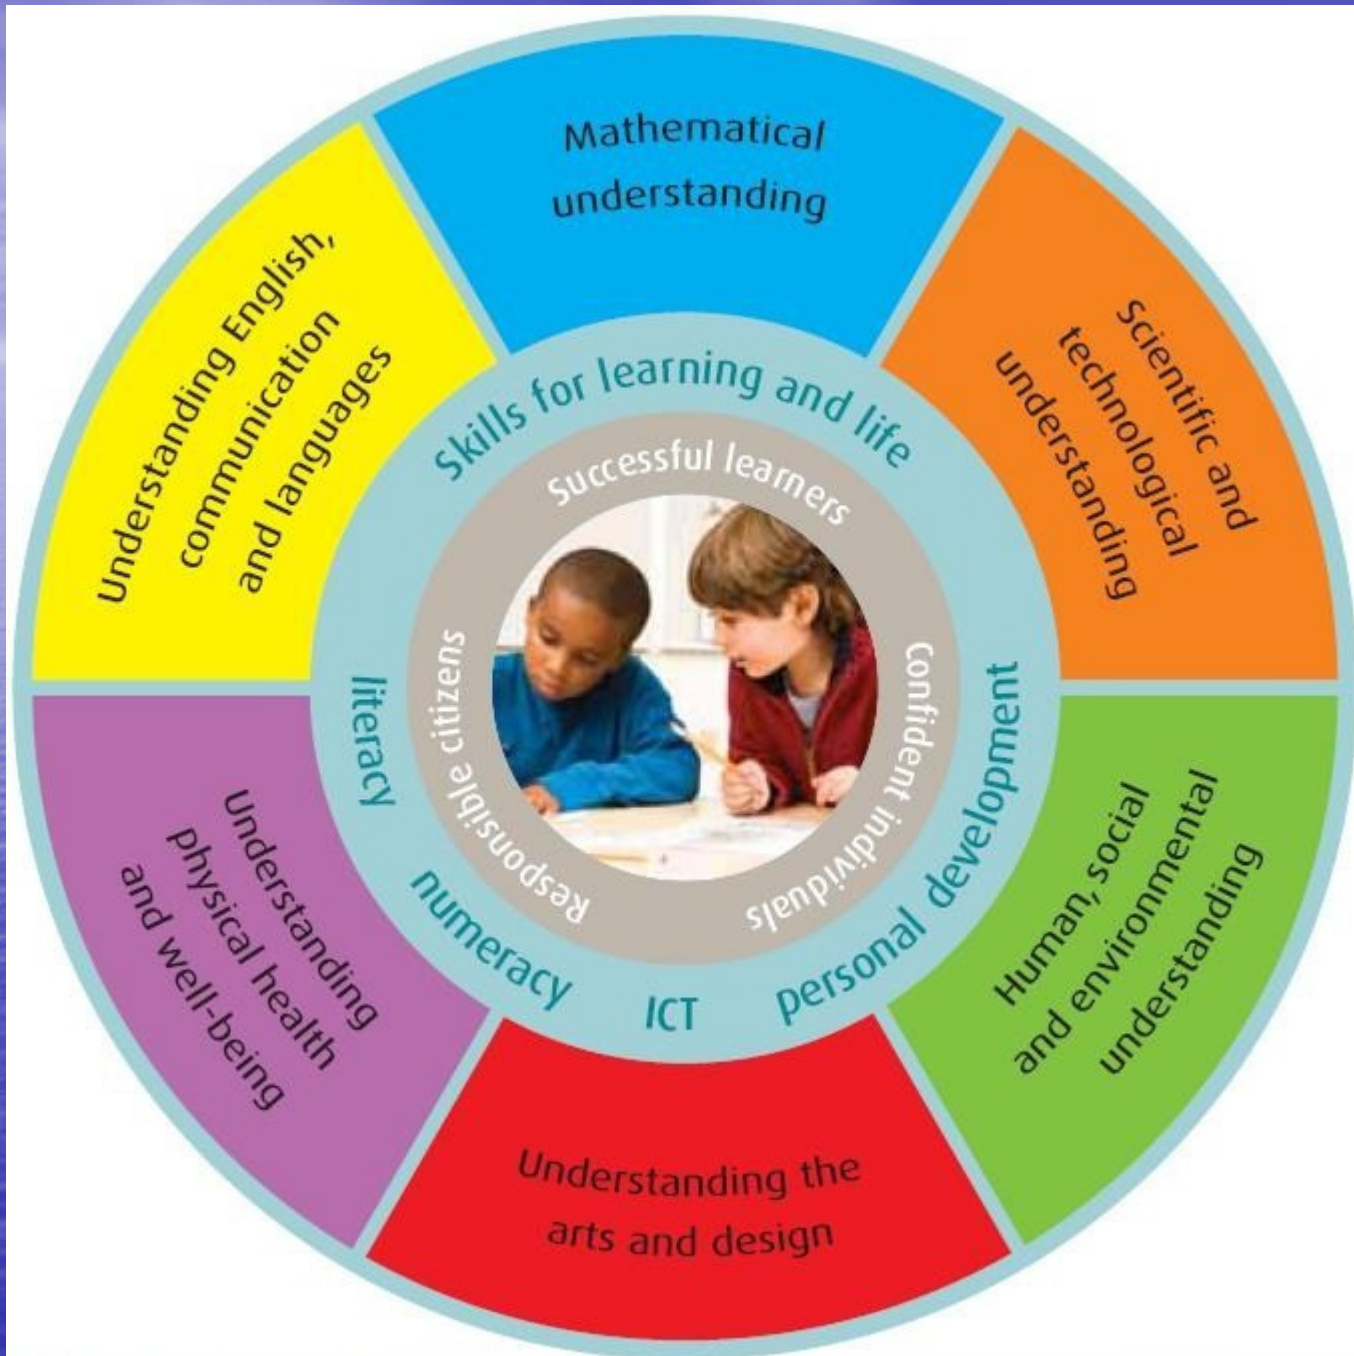 Mathematical
understanding
Scientific and
technological
understanding
Human, social
and environmental
understanding
Understanding the
arts and design
Understanding
physical health
and well-being
Understanding English,
communication
and languages
Skills for learning and life
literacy
numeracy
ICT
personal development
Successful learners
Confident individuals
Responsible citizens